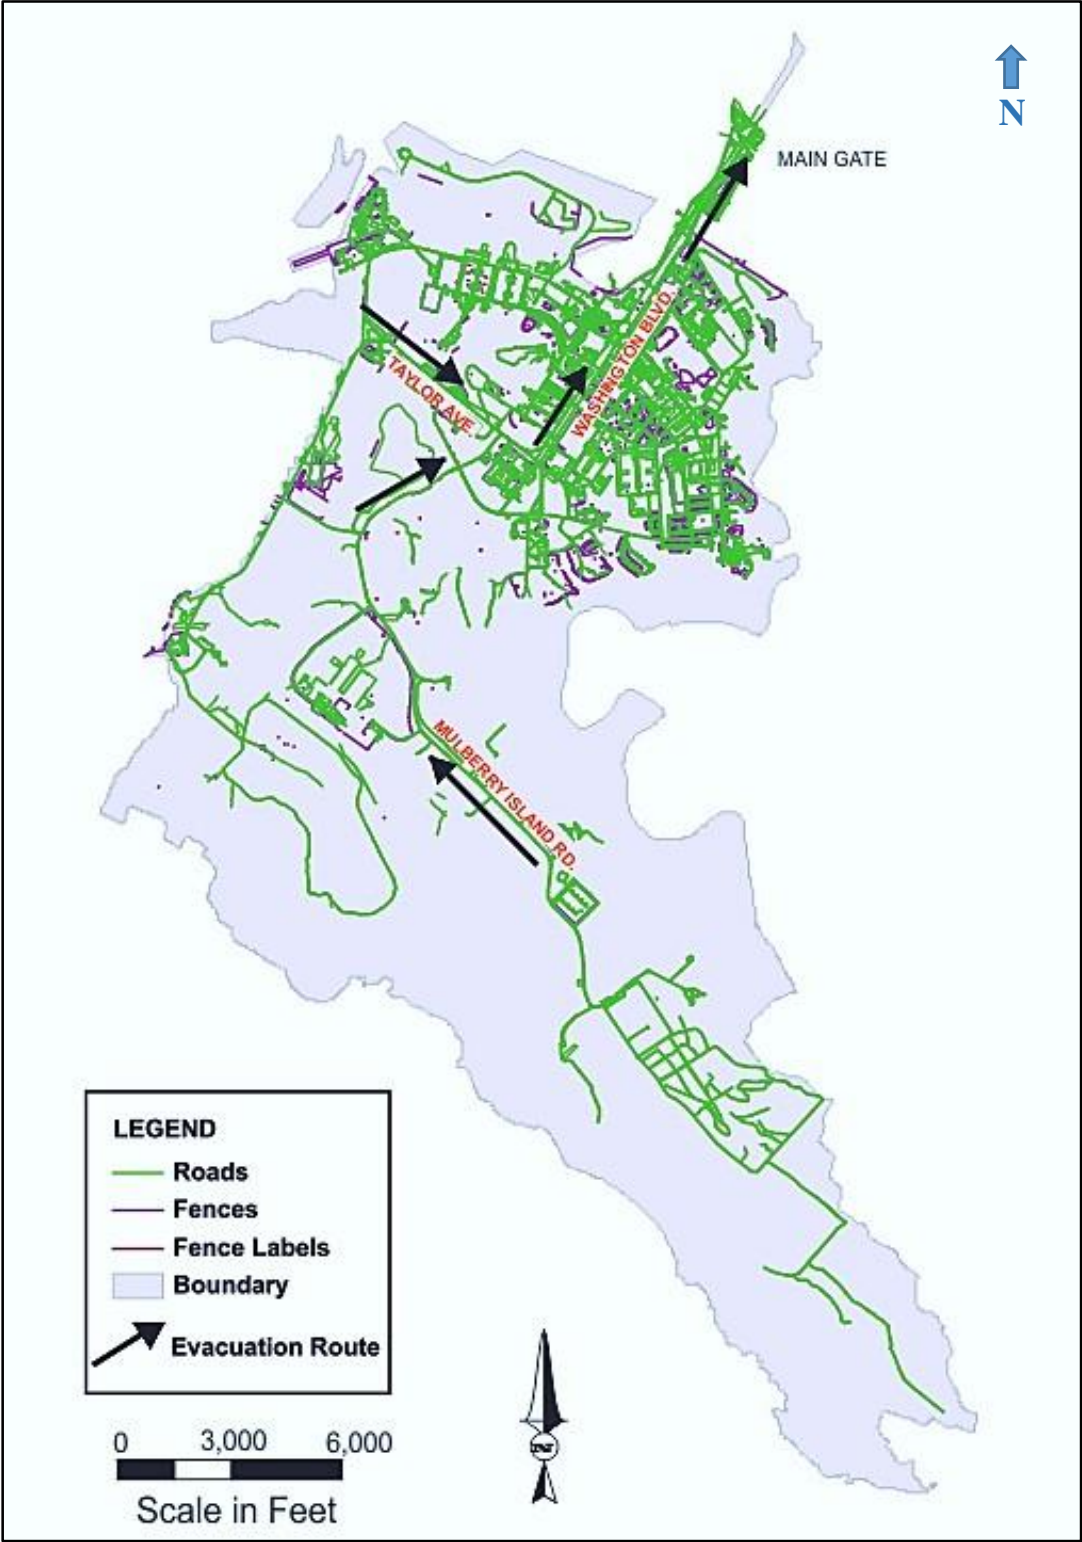 N
MAIN GATE
WASHINGTON BLVD.
TAYLOR AVE.
MULBERRY ISLAND RD.
LEGEND
Roads
Fences
Fence Labels
Boundary
Evacuation Route
0 3,000 6,000
Scale in Feet